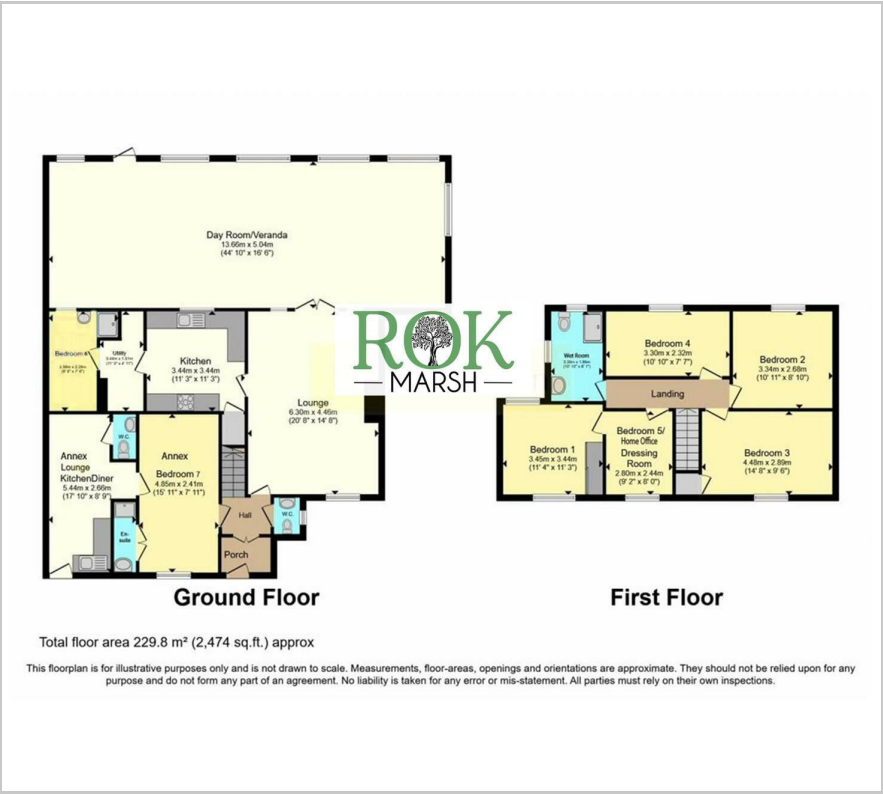 Day Room/Veranda
13.66m x 5.04m
(44' 10" x 16' 6")
ROK
MARSH
Bedroom 6
Utility
Kitchen
3.44m x 3.44m
(11' 3" x 11' 3")
Lounge
6.30m x 4.46m
(20' 8" x 14' 8")
W.C.
Annex
Lounge
KitchenDiner
5.44m x 2.66m
(17' 10" x 8' 9")
Annex
Bedroom 7
4.85m x 2.41m
(15' 11" x 7' 11")
En-
suite
Hall
W.C.
Porch
Ground Floor
Wet Room
Bedroom 4
3.30m x 2.32m
(10' 10" x 7' 7")
Bedroom 2
3.34m x 2.68m
(10' 11" x 8' 10")
Landing
Bedroom 1
3.45m x 3.44m
(11' 4" x 11' 3")
Bedroom 5/
Home Office
Dressing
Room
2.80m x 2.44m
(9' 2" x 8' 0")
Bedroom 3
4.48m x 2.89m
(14' 8" x 9' 6")
First Floor
Total floor area 229.8 m² (2,474 sq.ft.) approx
This floorplan is for illustrative purposes only and is not drawn to scale. Measurements, floor-areas, openings and orientations are approximate. They should not be relied upon for any
purpose and do not form any part of an agreement. No liability is taken for any error or mis-statement. All parties must rely on their own inspections.